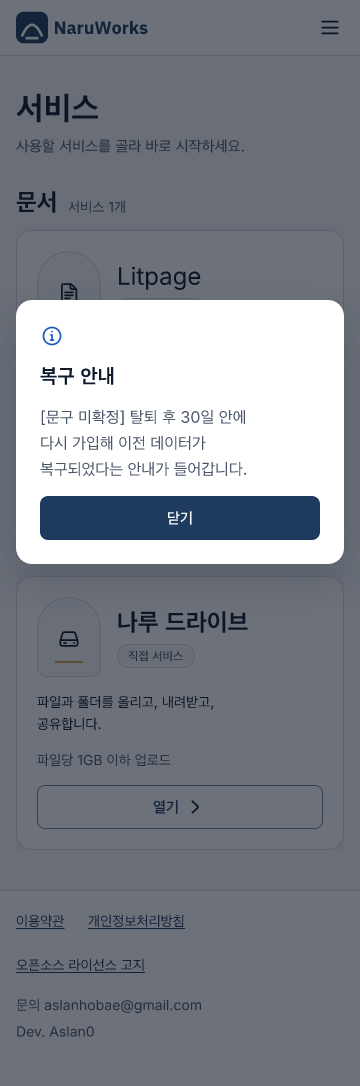 NaruWorks
서비스
사용할 서비스를 골라 바로 시작하세요.
문서 서비스 1개
Litpage
복구 안내
[문구 미확정] 탈퇴 후 30일 안에
다시 가입해 이전 데이터가
복구되었다는 안내가 들어갑니다.
닫기
나루 드라이브
직접 서비스
파일과 폴더를 올리고, 내려받고,
공유합니다.
파일당 1GB 이하 업로드
열기
이용약관 개인정보처리방침
오픈소스 라이선스 고지
문의 aslanhobae@gmail.com
Dev. Aslan0